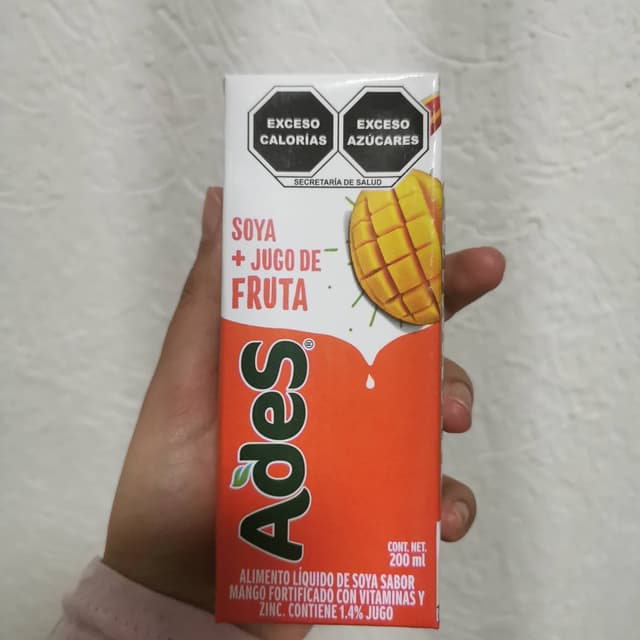 EXCESO
CALORÍAS
EXCESO
AZÚCARES
SECRETARÍA DE SALUD
SOYA
+ JUGO DE
FRUTA
AdeS®
CONT. NET.
200 ml
ALIMENTO LÍQUIDO DE SOYA SABOR
MANGO FORTIFICADO CON VITAMINAS Y
ZINC. CONTIENE 1.4% JUGO